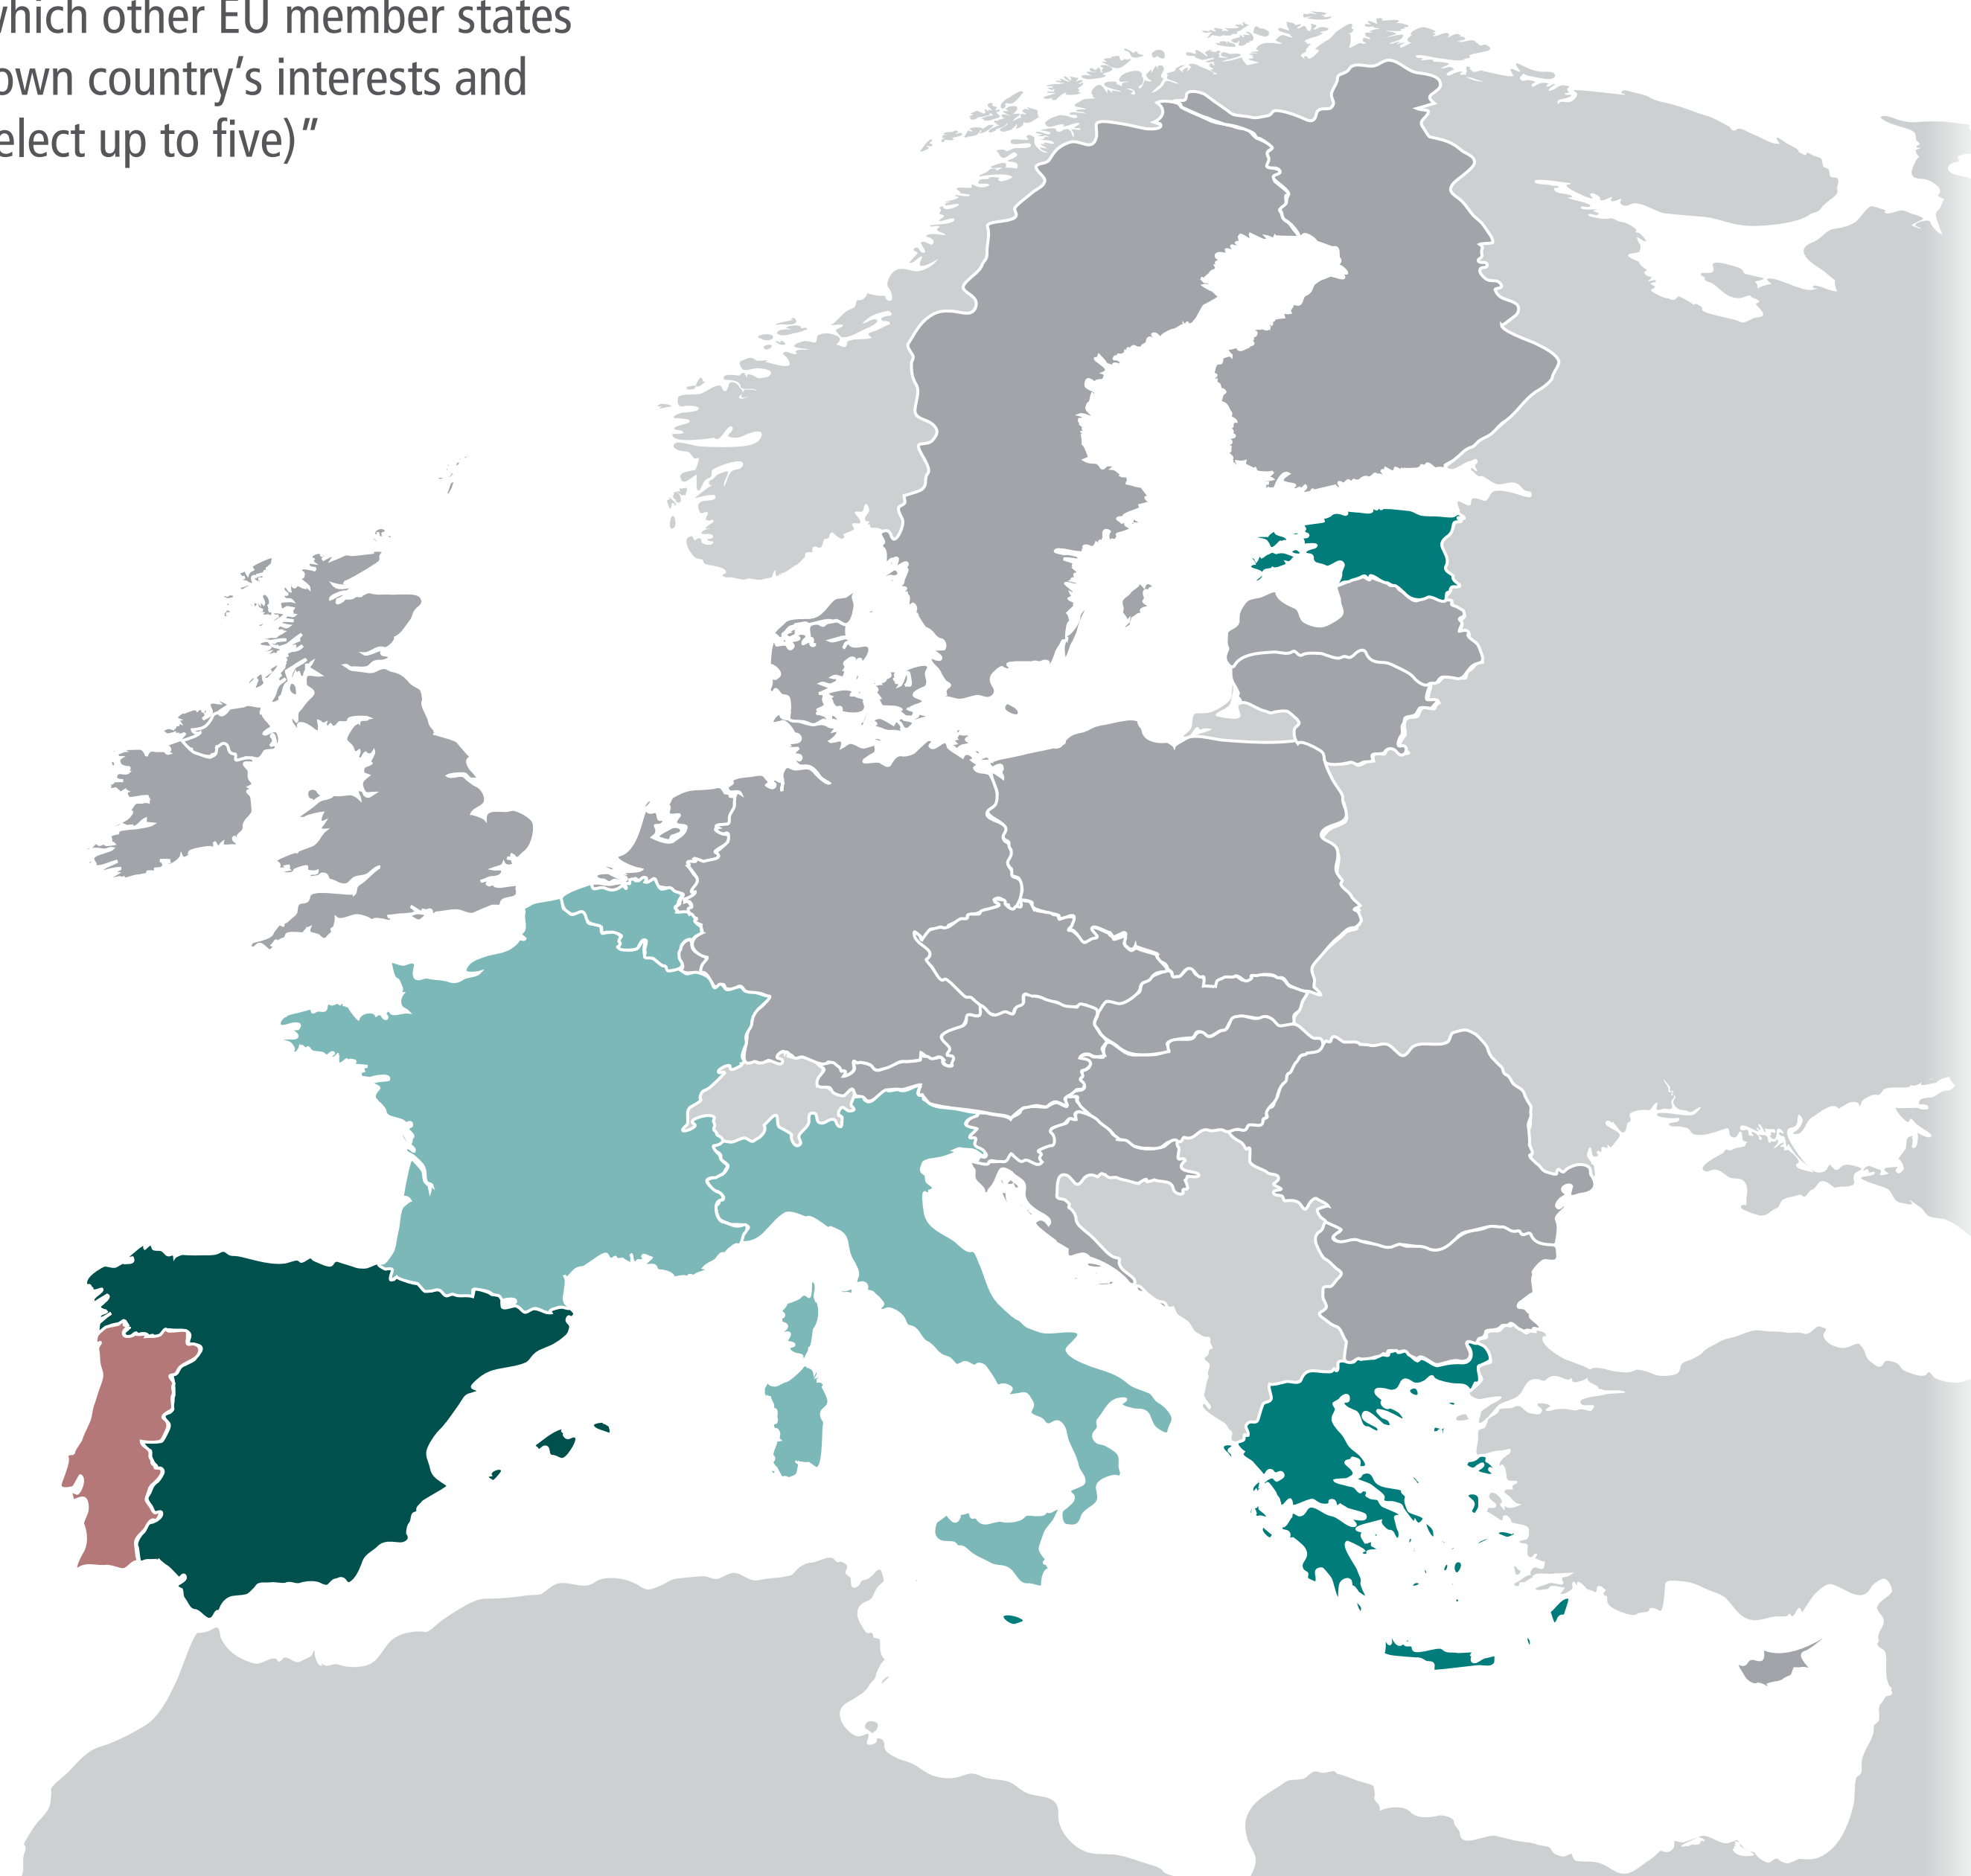 which other EU member states
own country's interests and
elect up to five)”